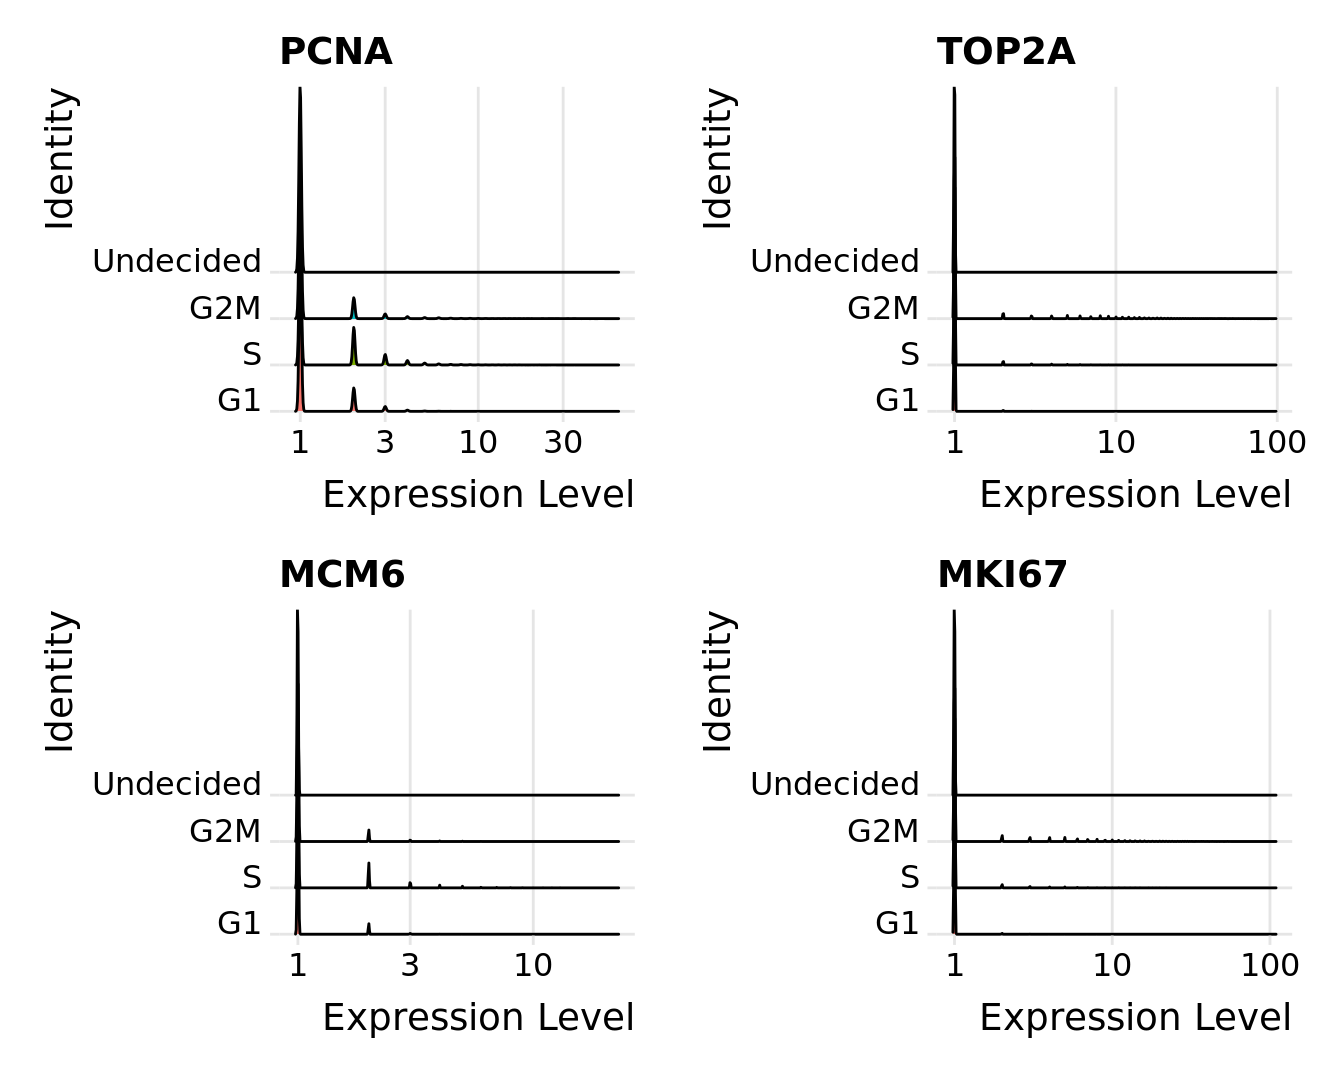 PCNA
Identity
Undecided
G2M
S
G1
1 3 10 30
Expression Level
TOP2A
Identity
Undecided
G2M
S
G1
1 10 100
Expression Level
MCM6
Identity
Undecided
G2M
S
G1
1 3 10
Expression Level
MKI67
Identity
Undecided
G2M
S
G1
1 10 100
Expression Level